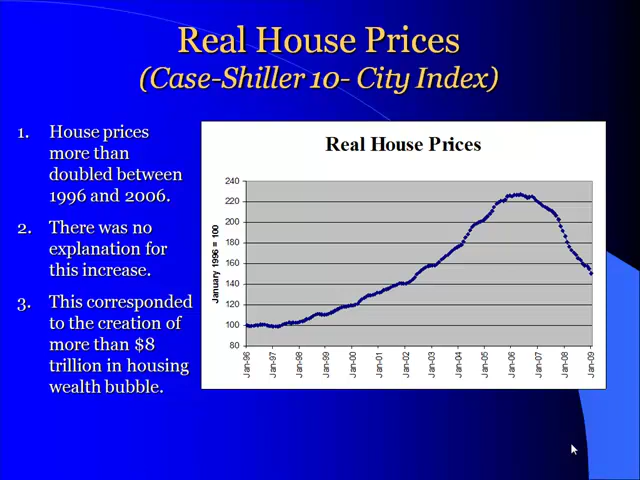 Real House Prices
(Case-Shiller 10- City Index)
1. House prices
more than
doubled between
1996 and 2006.
2. There was no
explanation for
this increase.
3. This corresponded
to the creation of
more than $8
trillion in housing
wealth bubble.
Real House Prices
January 1996 = 100
240
220
200
180
160
140
120
100
80
Jan-96
Jan-97
Jan-98
Jan-99
Jan-00
Jan-01
Jan-02
Jan-03
Jan-04
Jan-05
Jan-06
Jan-07
Jan-08
Jan-09